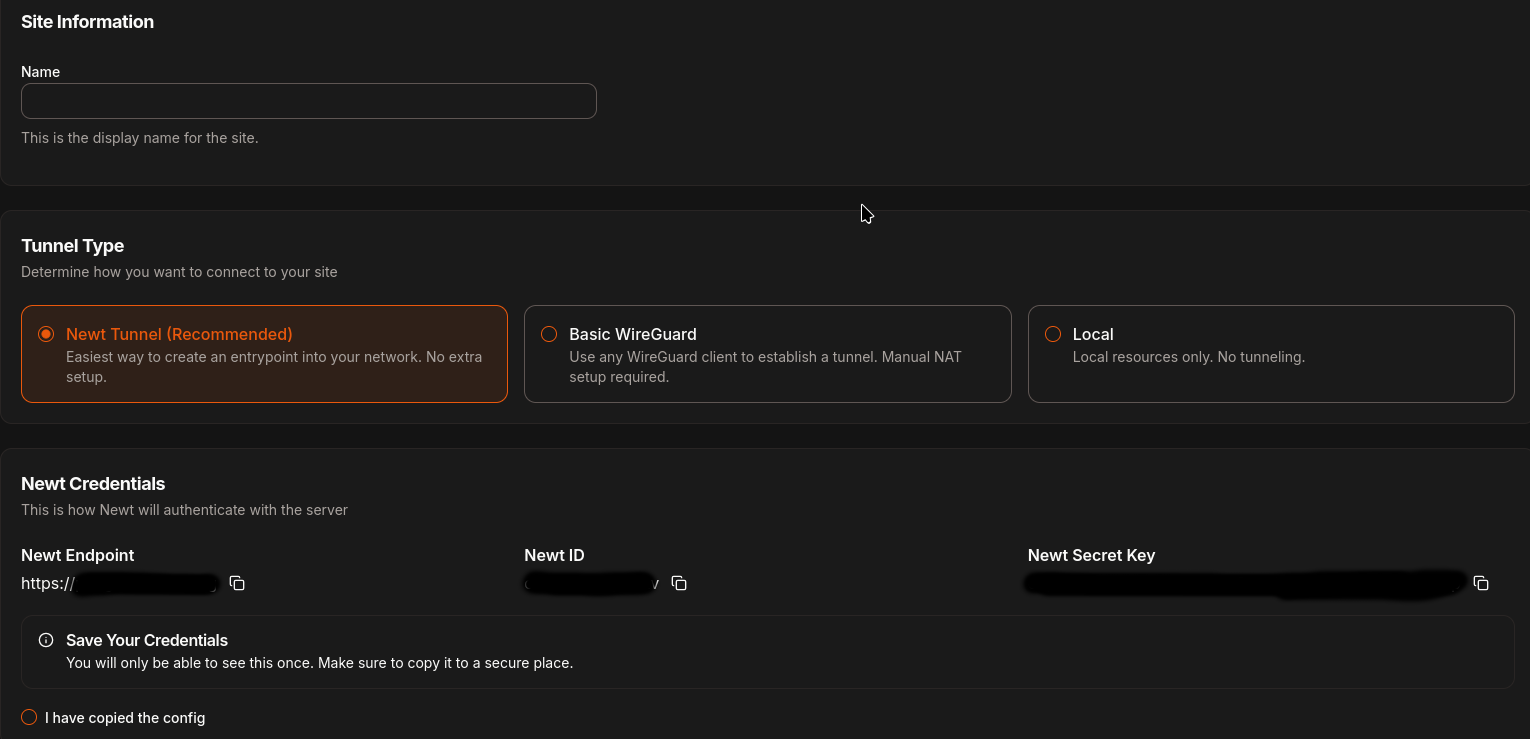 Site Information
Name
This is the display name for the site.
Tunnel Type
Determine how you want to connect to your site
Newt Tunnel (Recommended)
Easiest way to create an entrypoint into your network. No extra
setup.
Basic WireGuard
Use any WireGuard client to establish a tunnel. Manual NAT
setup required.
Local
Local resources only. No tunneling.
Newt Credentials
This is how Newt will authenticate with the server
Newt Endpoint
https://
Newt ID
Newt Secret Key
Save Your Credentials
You will only be able to see this once. Make sure to copy it to a secure place.
I have copied the config